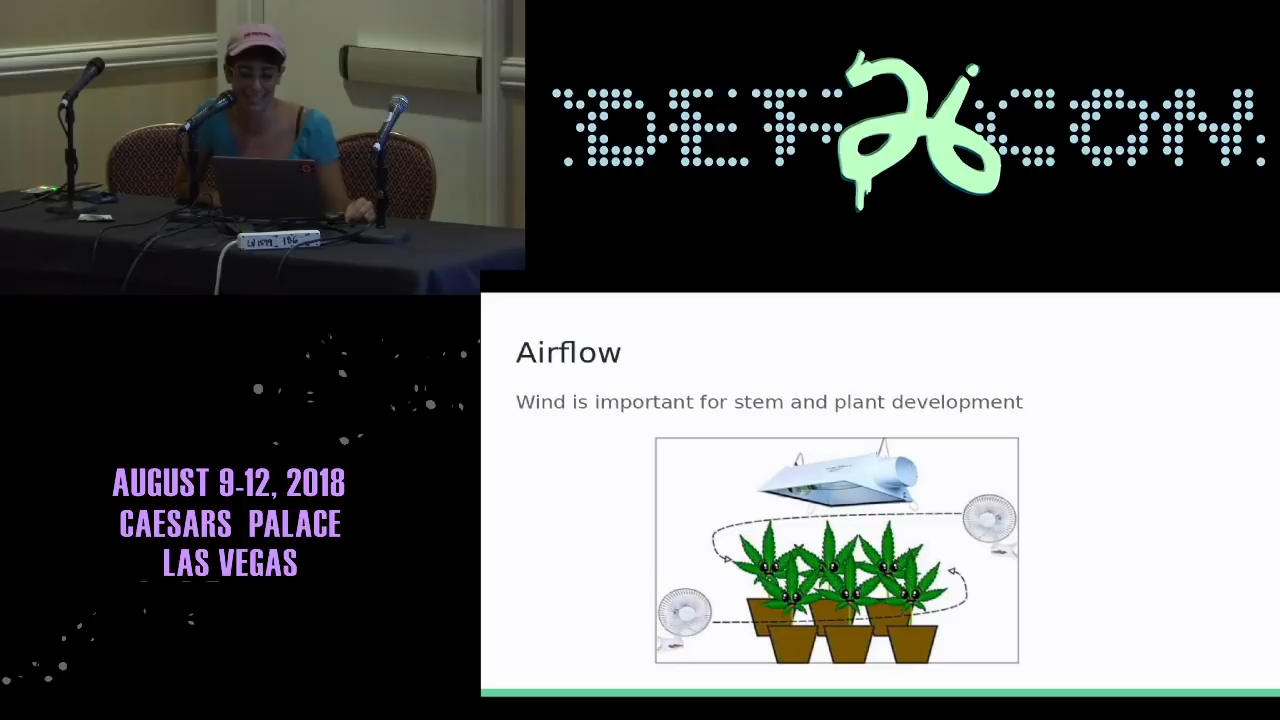 DEF 26 CON
Airflow
Wind is important for stem and plant development
AUGUST 9-12, 2018
CAESARS PALACE
LAS VEGAS